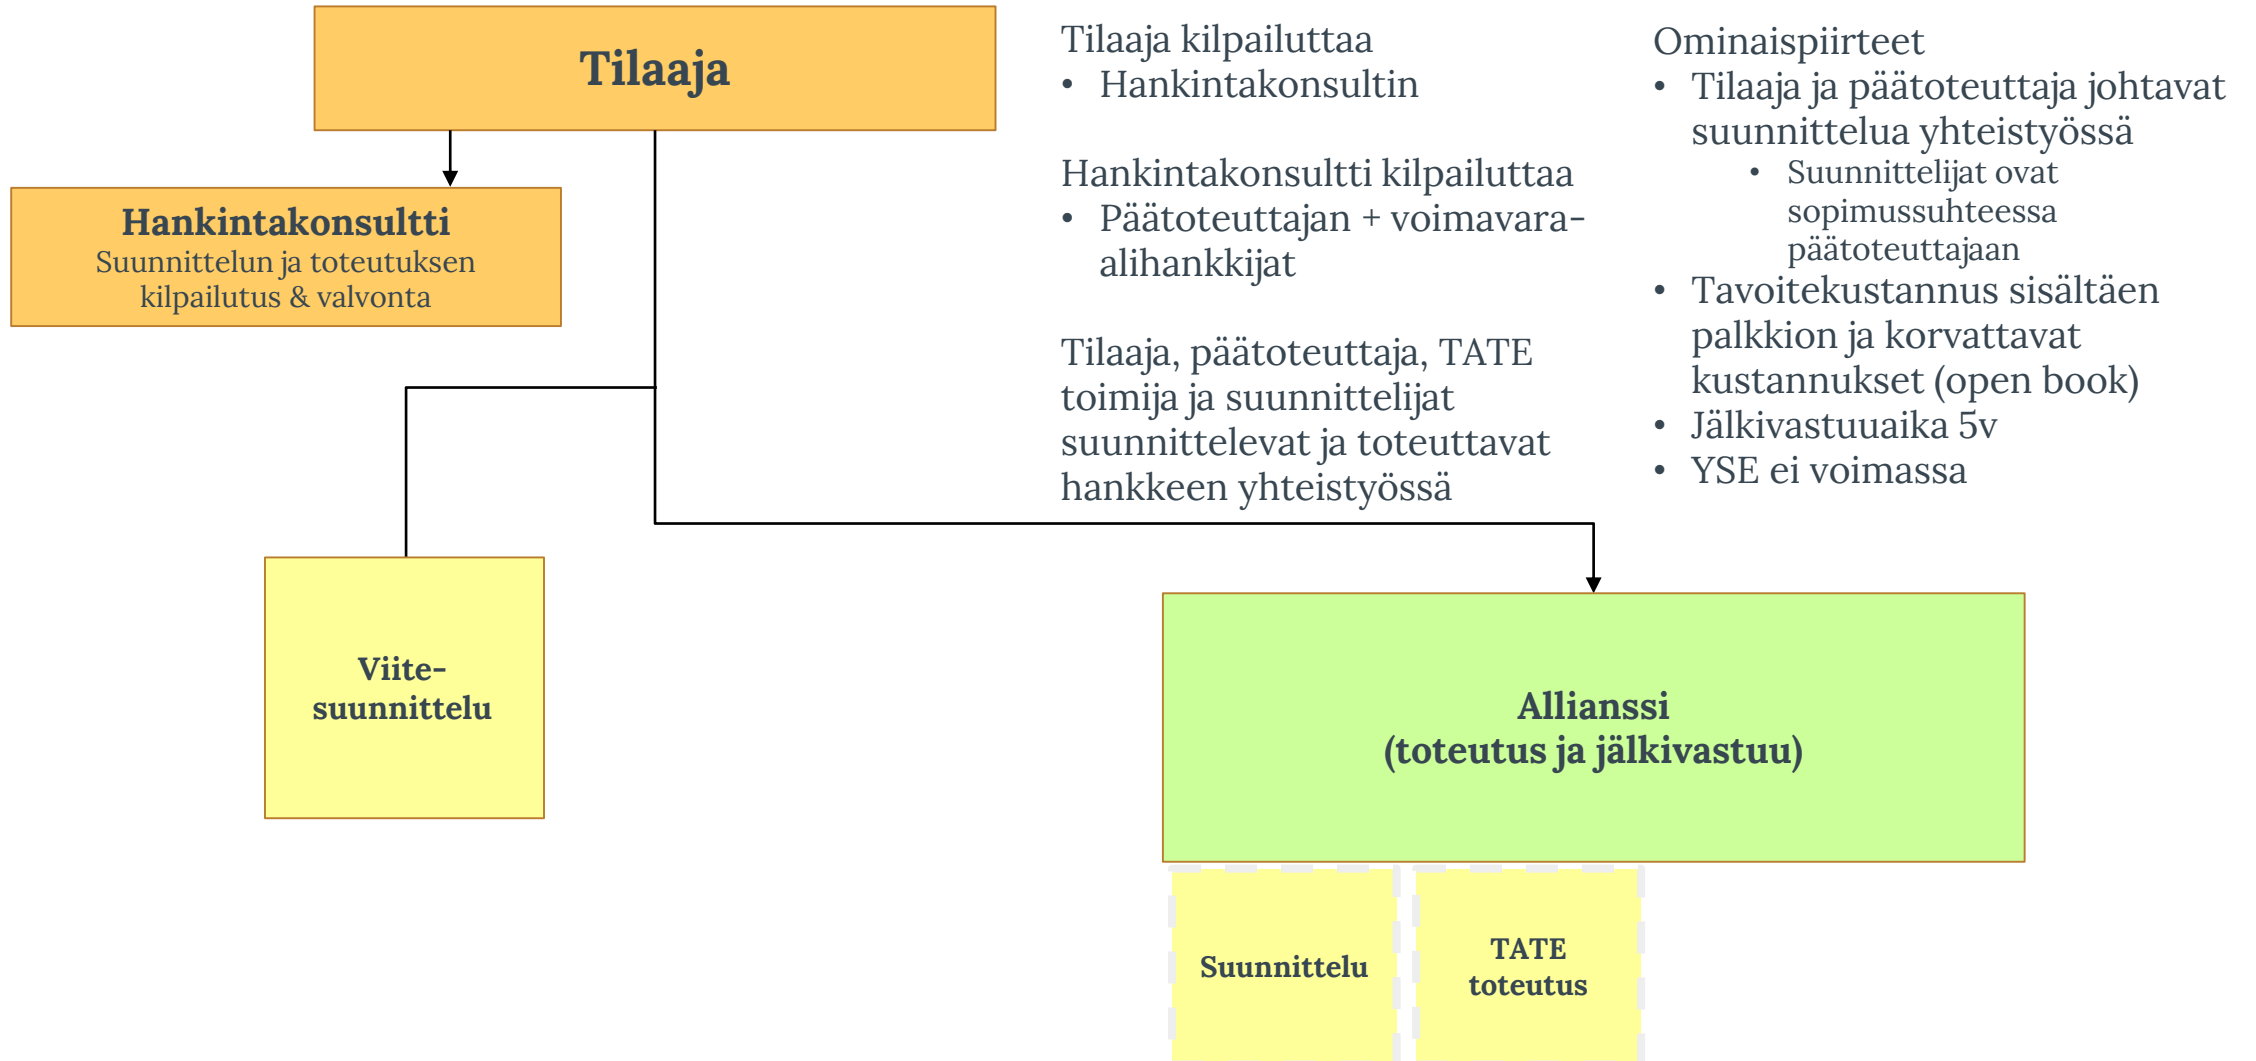 Tilaaja
Hankintakonsultti
Suunnittelun ja toteutuksen
kilpailutus & valvonta
Tilaaja kilpailuttaa
• Hankintakonsultin
Hankintakonsultti kilpailuttaa
• Päätoteuttajan + voimavara-
alihankkijat
Tilaaja, päätoteuttaja, TATE
toimija ja suunnittelijat
suunnittelevat ja toteuttavat
hankkeen yhteistyössä
Ominaispiirteet
• Tilaaja ja päätoteuttaja johtavat
suunnittelua yhteistyössä
• Suunnittelijat ovat
sopimussuhteessa
päätoteuttajaan
• Tavoitekustannus sisältäen
palkkion ja korvattavat
kustannukset (open book)
• Jälkivastuuaika 5v
• YSE ei voimassa
Viite-
suunnittelu
Allianssi
(toteutus ja jälkivastuu)
Suunnittelu
TATE
toteutus